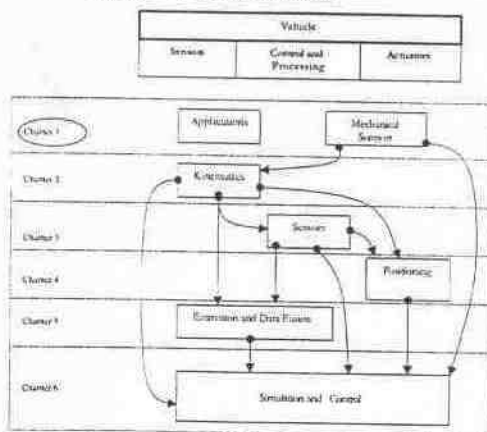 Vehicle
Sensors
Control and
Processing
Actuators
Chapter 1
Applications
Mechanical
Support
Chapter 2
Kinematics
Chapter 3
Sensors
Chapter 4
Positioning
Chapter 5
Estimation and Data Fusion
Chapter 6
Simulation and Control